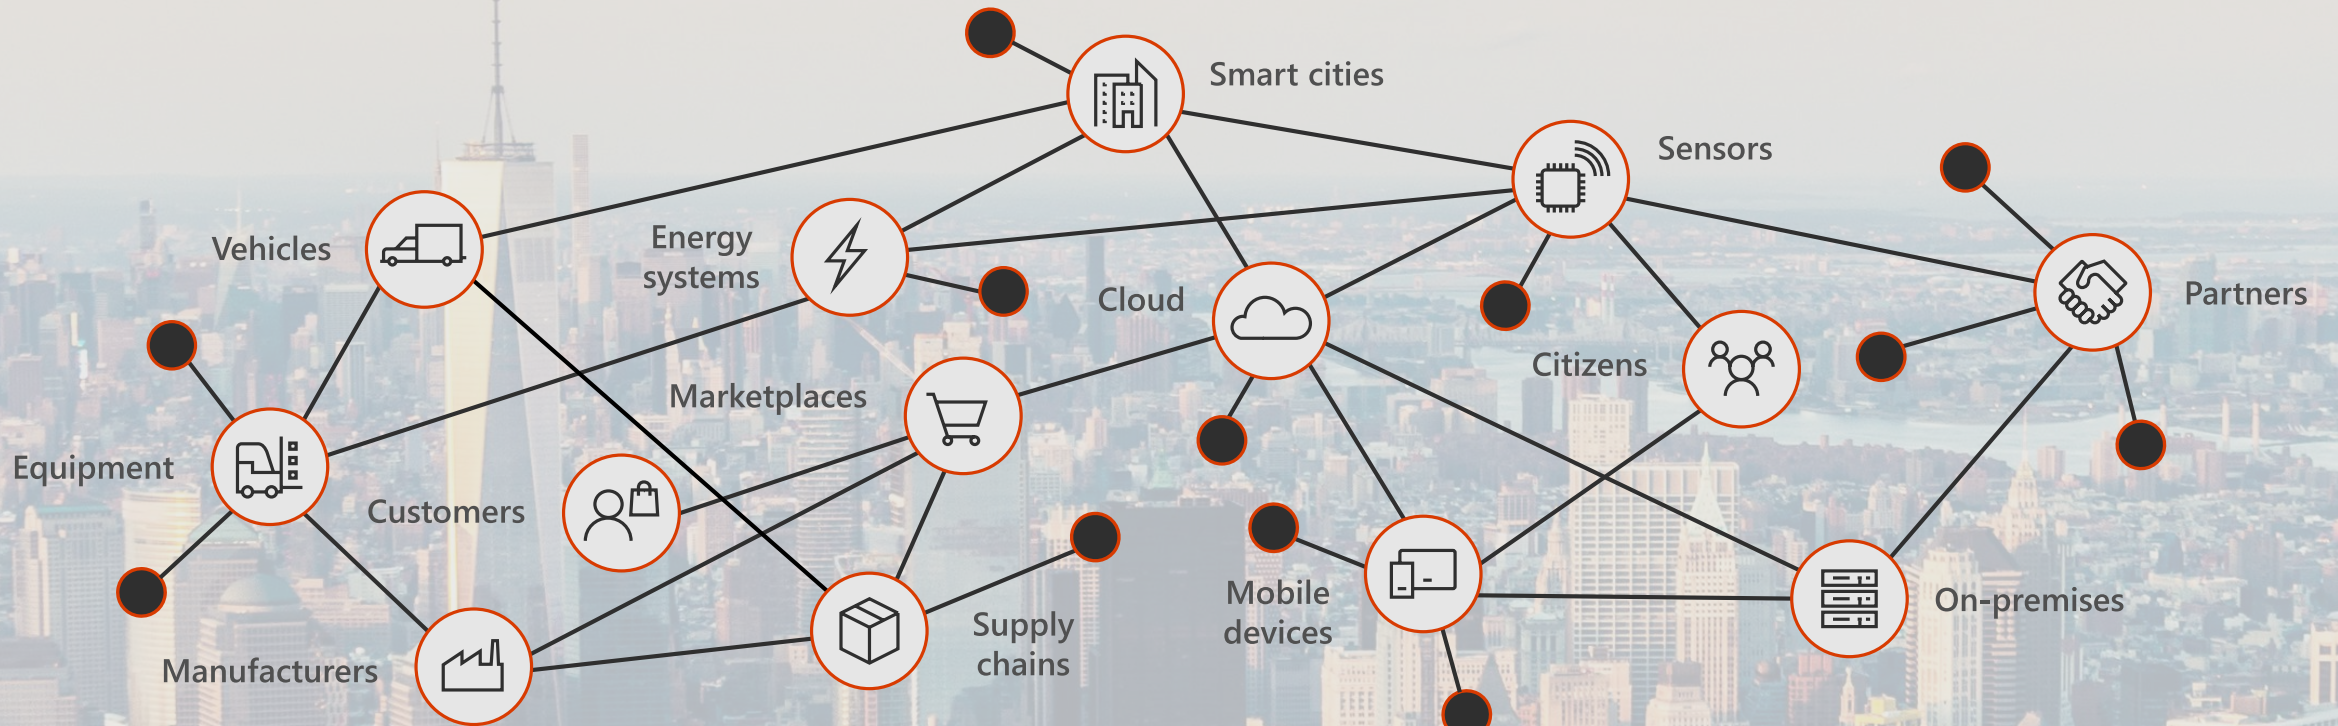 Smart cities
Sensors
Vehicles
Energy
systems
Cloud
Partners
Citizens
Marketplaces
Equipment
Customers
Mobile
devices
On-premises
Supply
chains
Manufacturers